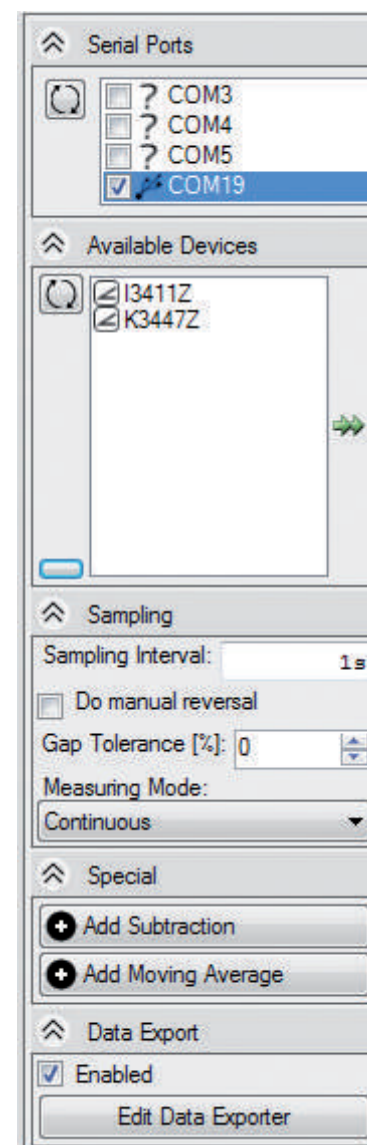 Serial Ports
? COM3
? COM4
? COM5
COM19
Available Devices
I3411Z
K3447Z
Sampling
Sampling Interval: 1s
Do manual reversal
Gap Tolerance [%]: 0
Measuring Mode:
Continuous
Special
Add Subtraction
Add Moving Average
Data Export
Enabled
Edit Data Exporter